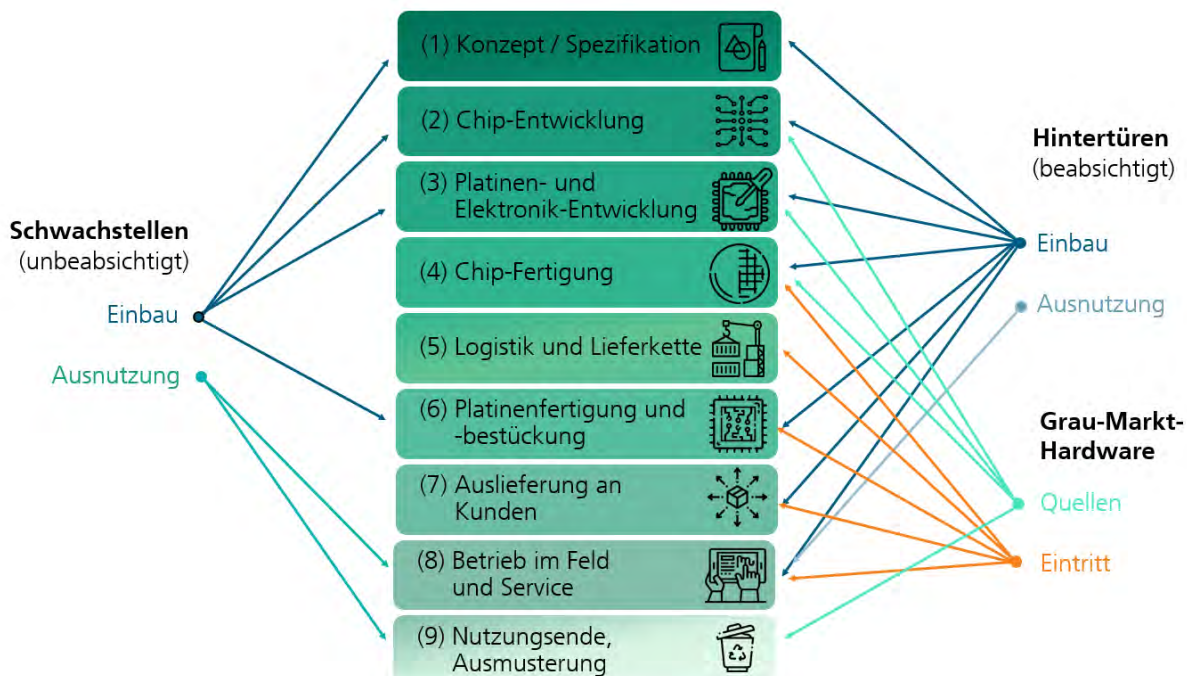 (1) Konzept / Spezifikation
(2) Chip-Entwicklung
(3) Platinen- und
Elektronik-Entwicklung
(4) Chip-Fertigung
(5) Logistik und Lieferkette
(6) Platinenfertigung und
-bestückung
(7) Auslieferung an
Kunden
(8) Betrieb im Feld
und Service
(9) Nutzungsende,
Ausmusterung
Schwachstellen
(unbeabsichtigt)
Einbau
Ausnutzung
Hintertüren
(beabsichtigt)
Einbau
Ausnutzung
Grau-Markt-
Hardware
Quellen
Eintritt